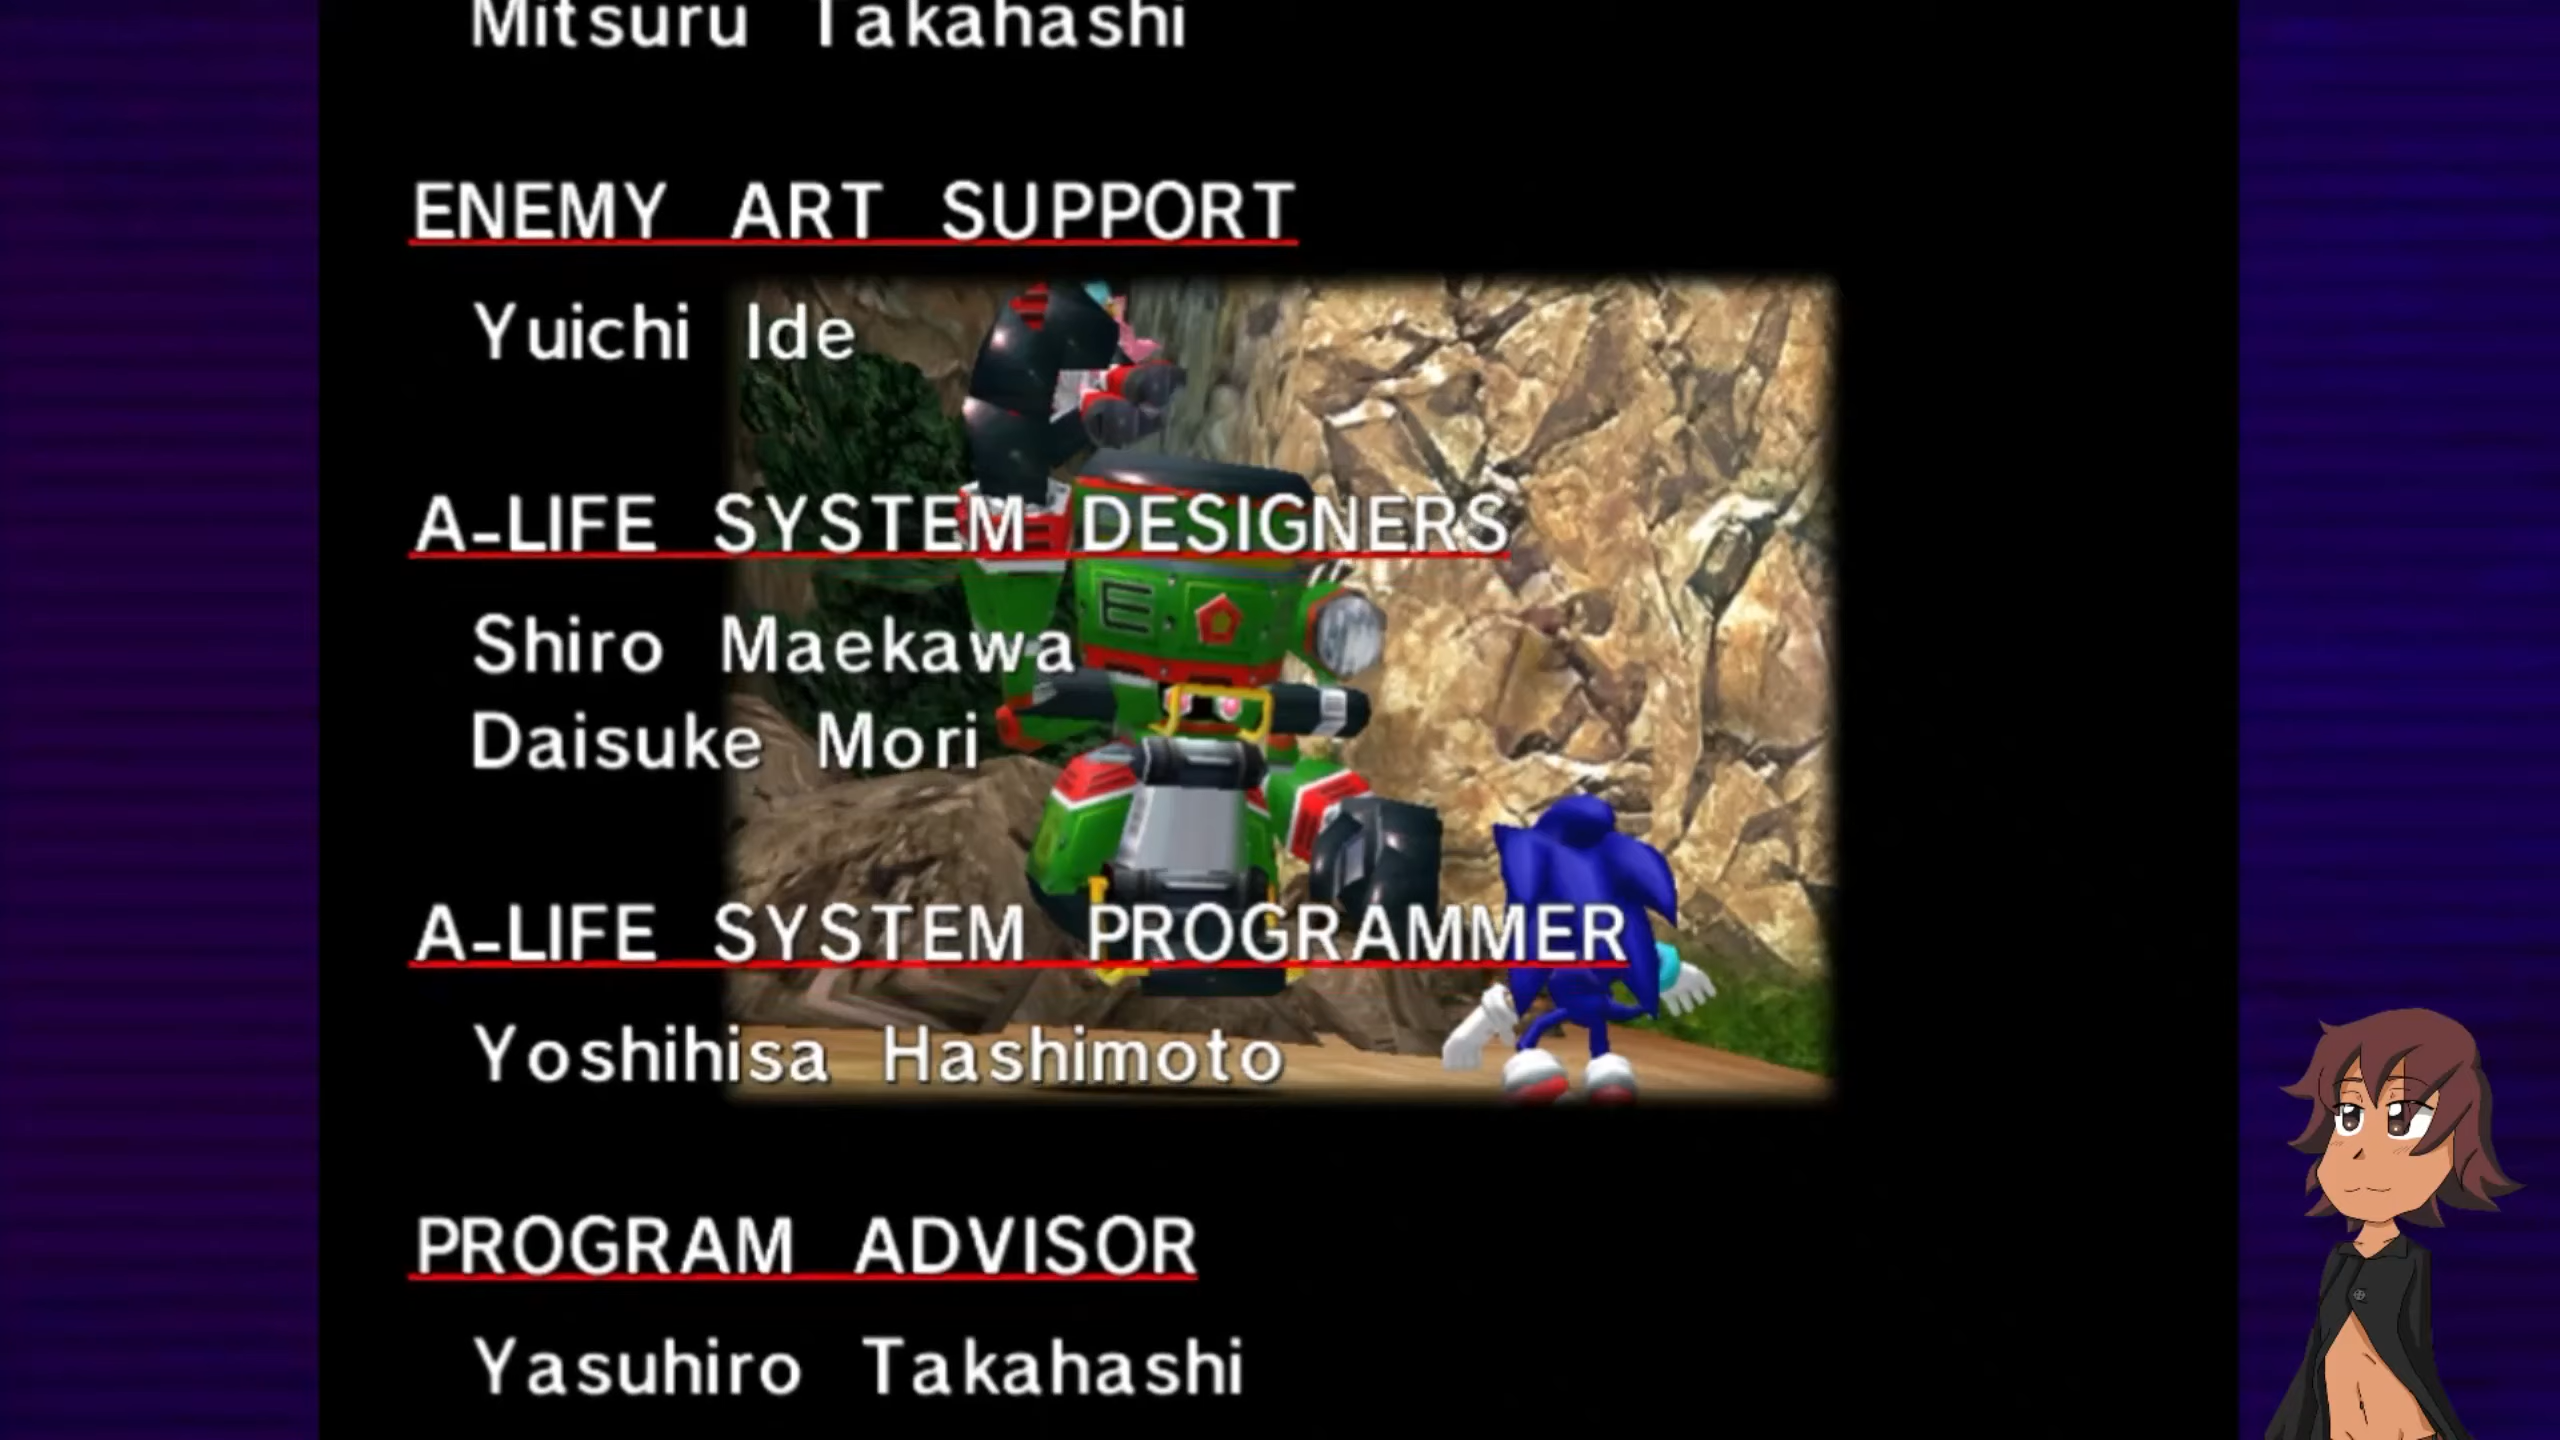 Mitsuru Takahashi
ENEMY ART SUPPORT
Yuichi Ide
A-LIFE SYSTEM DESIGNERS
E
Shiro Maekawa
Daisuke Mori
A-LIFE SYSTEM PROGRAMMER
Yoshihisa Hashimoto
PROGRAM ADVISOR
Yasuhiro Takahashi